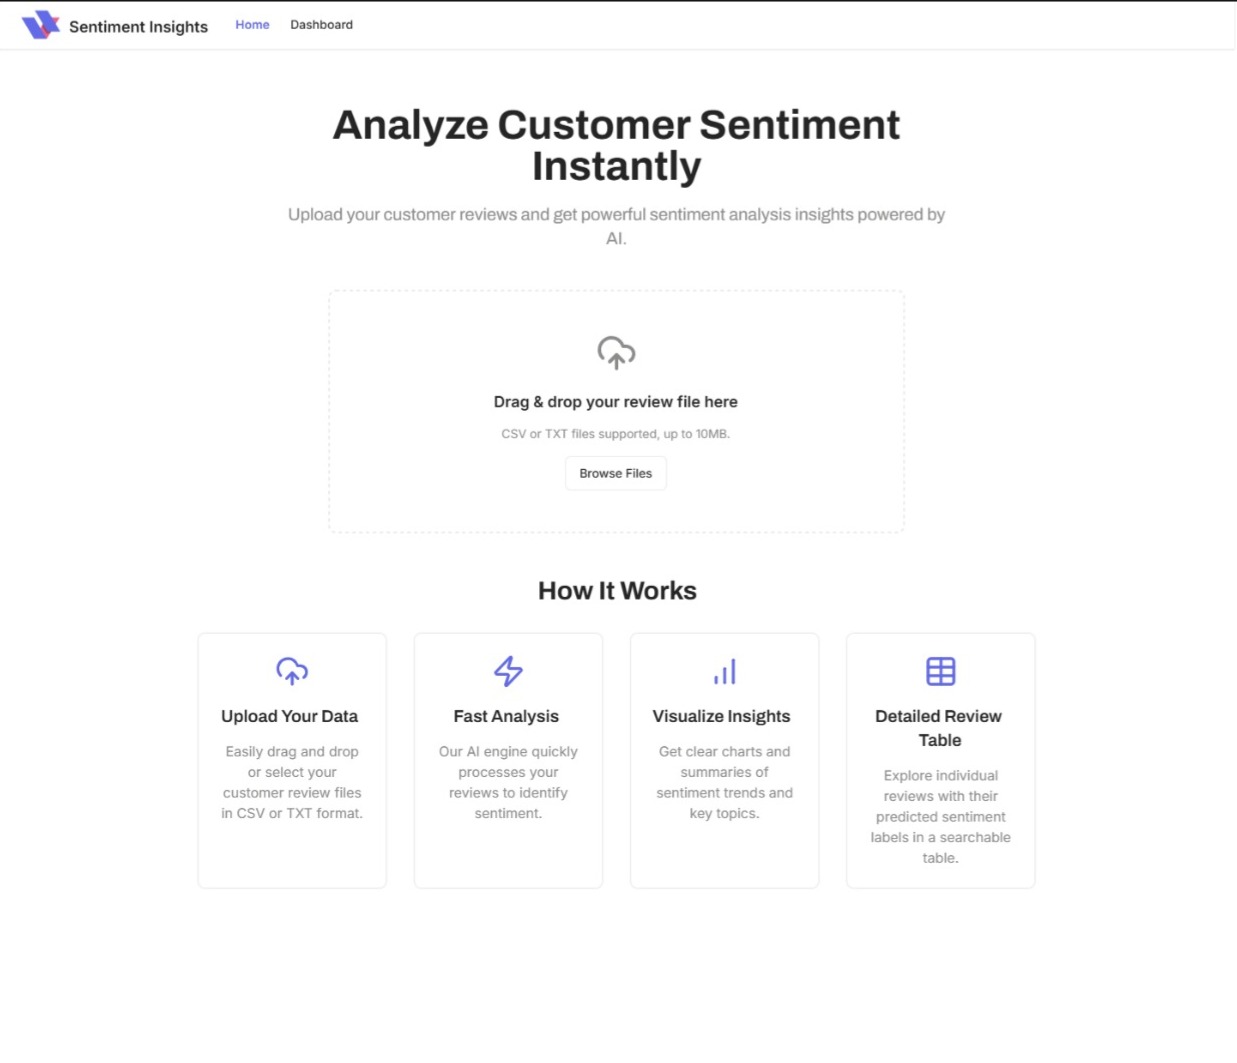 Sentiment Insights
Home
Dashboard
Analyze Customer Sentiment
Instantly
Upload your customer reviews and get powerful sentiment analysis insights powered by
AI.
Drag & drop your review file here
CSV or TXT files supported, up to 10MB.
Browse Files
How It Works
Upload Your Data
Easily drag and drop
or select your
customer review files
in CSV or TXT format.
Fast Analysis
Our AI engine quickly
processes your
reviews to identify
sentiment.
Visualize Insights
Get clear charts and
summaries of
sentiment trends and
key topics.
Detailed Review
Table
Explore individual
reviews with their
predicted sentiment
labels in a searchable
table.